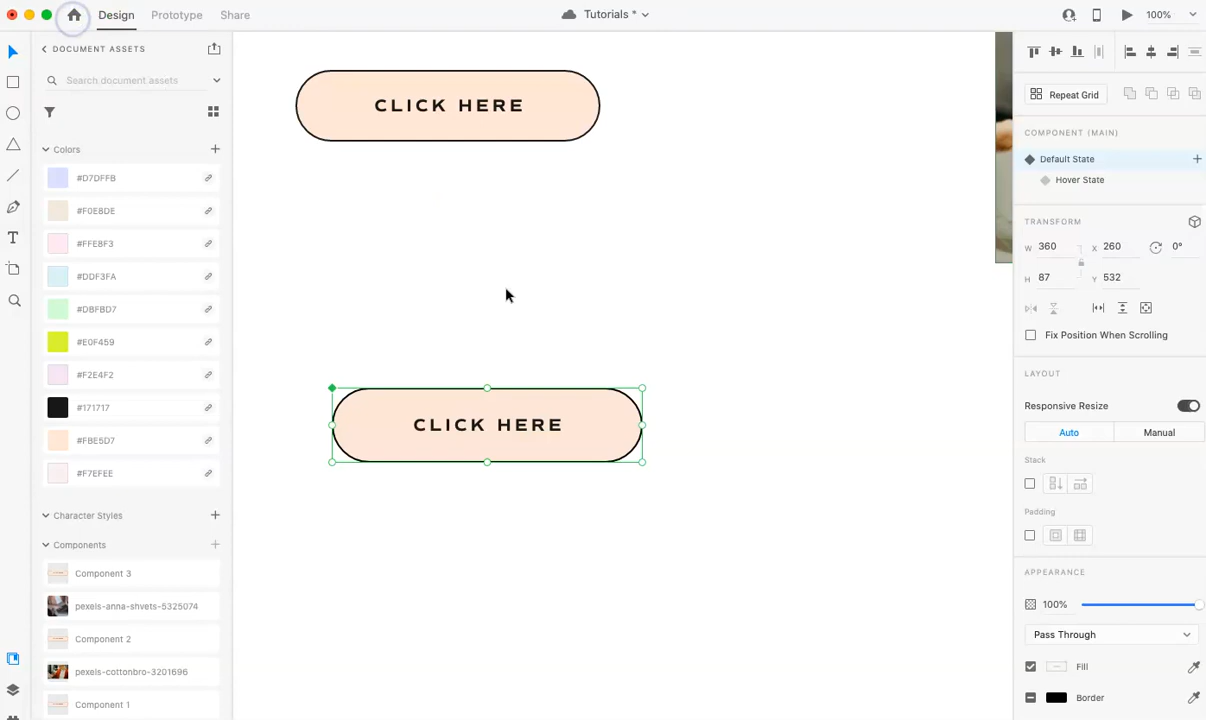 Design Prototype Share Tutorials * 100%
DOCUMENT ASSETS
Search document assets
Colors
#D7DFFB
#F0E8DE
#FFE8F3
#DDF3FA
#DBFBD7
#E0F459
#F2E4F2
#171717
#FBE5D7
#F7EFEE
Character Styles
Components
Component 3
pexels-anna-shvets-5325074
Component 2
pexels-cottonbro-3201696
Component 1
CLICK HERE
CLICK HERE
Repeat Grid
COMPONENT (MAIN)
Default State
Hover State
TRANSFORM
W 360 X 260 0°
H 87 Y 532
Fix Position When Scrolling
LAYOUT
Responsive Resize
Auto Manual
Stack
Padding
APPEARANCE
100%
Pass Through
Fill
Border